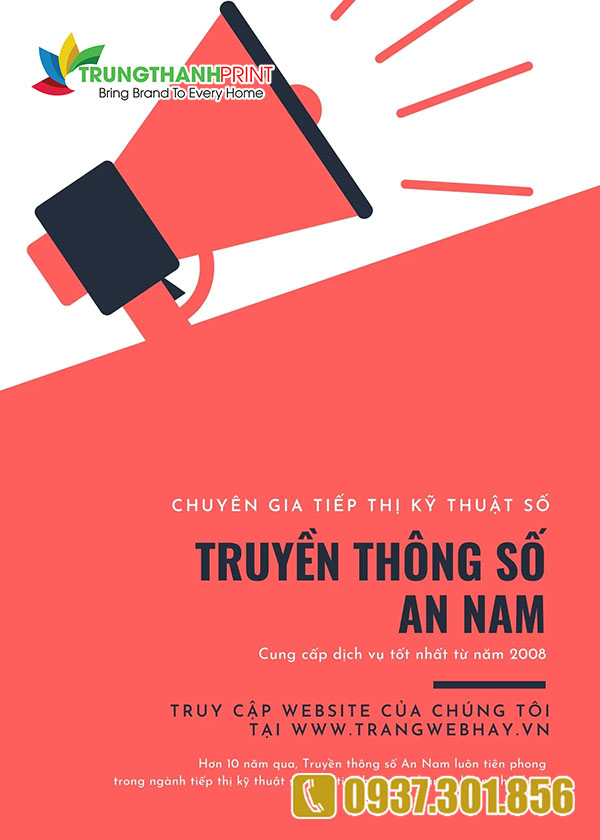 TRUNGTHANHPRINT
Bring Brand To Every Home
CHUYÊN GIA TIẾP THỊ KỸ THUẬT SỐ
TRUYỀN THÔNG SỐ
AN NAM
Cung cấp dịch vụ tốt nhất từ năm 2008
TRUY CẬP WEBSITE CỦA CHÚNG TÔI
TẠI WWW.TRANGWEBHAY.VN
Hơn 10 năm qua, Truyền thông số An Nam luôn tiên phong
trong ngành tiếp thị kỹ thuật
0937.301.856